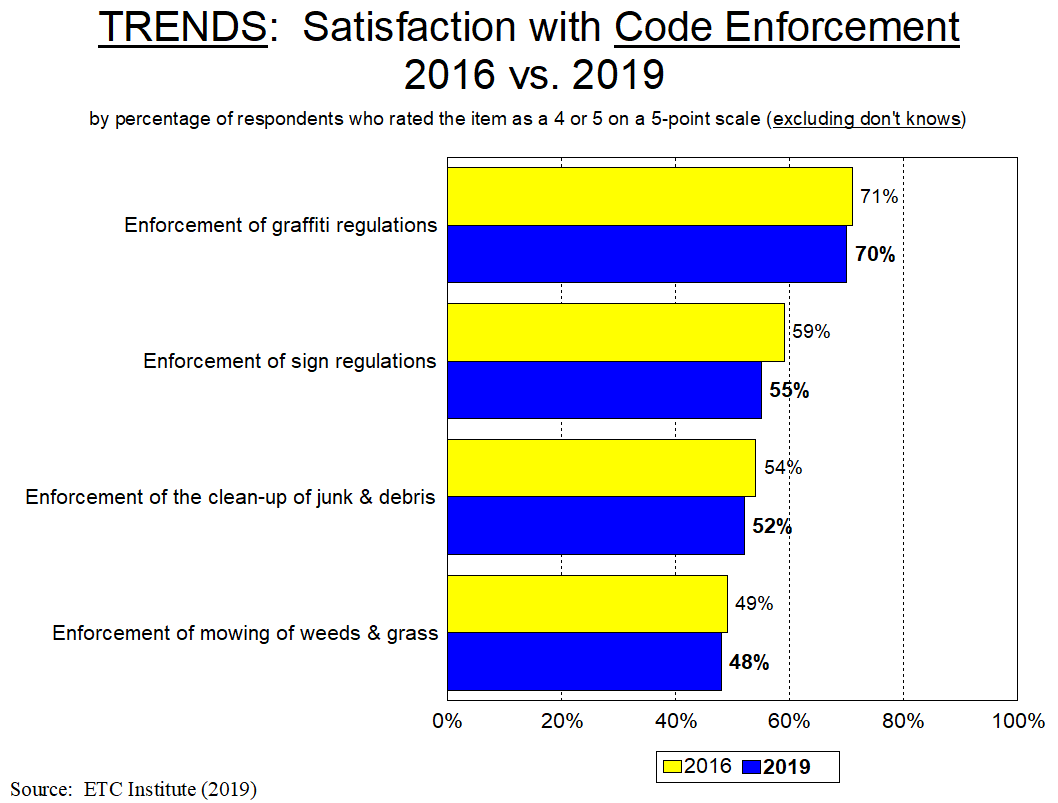 TRENDS: Satisfaction with Code Enforcement
2016 vs. 2019
by percentage of respondents who rated the item as a 4 or 5 on a 5-point scale (excluding don't knows)
Enforcement of graffiti regulations
71%
70%
Enforcement of sign regulations
59%
55%
Enforcement of the clean-up of junk & debris
54%
52%
Enforcement of mowing of weeds & grass
49%
48%
0% 20% 40% 60% 80% 100%
2016 2019
Source: ETC Institute (2019)